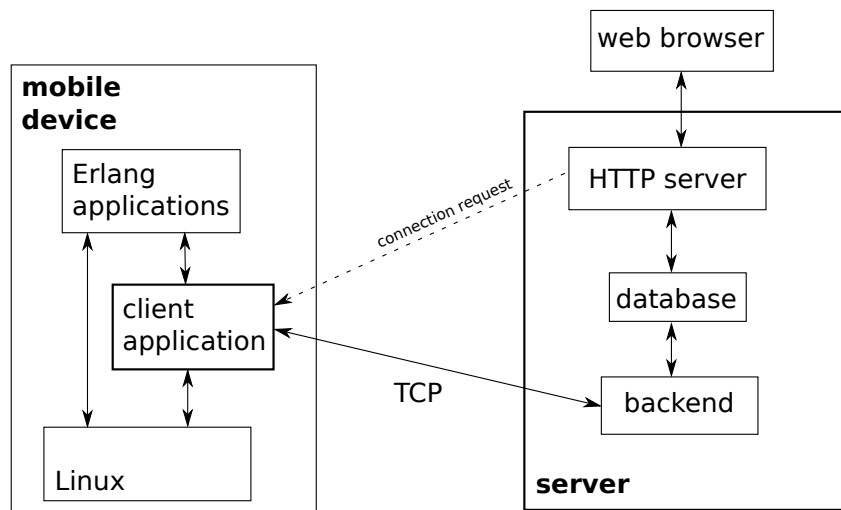 web browser
mobile
device
Erlang
applications
HTTP server
connection request
client
application
database
TCP
backend
Linux
server